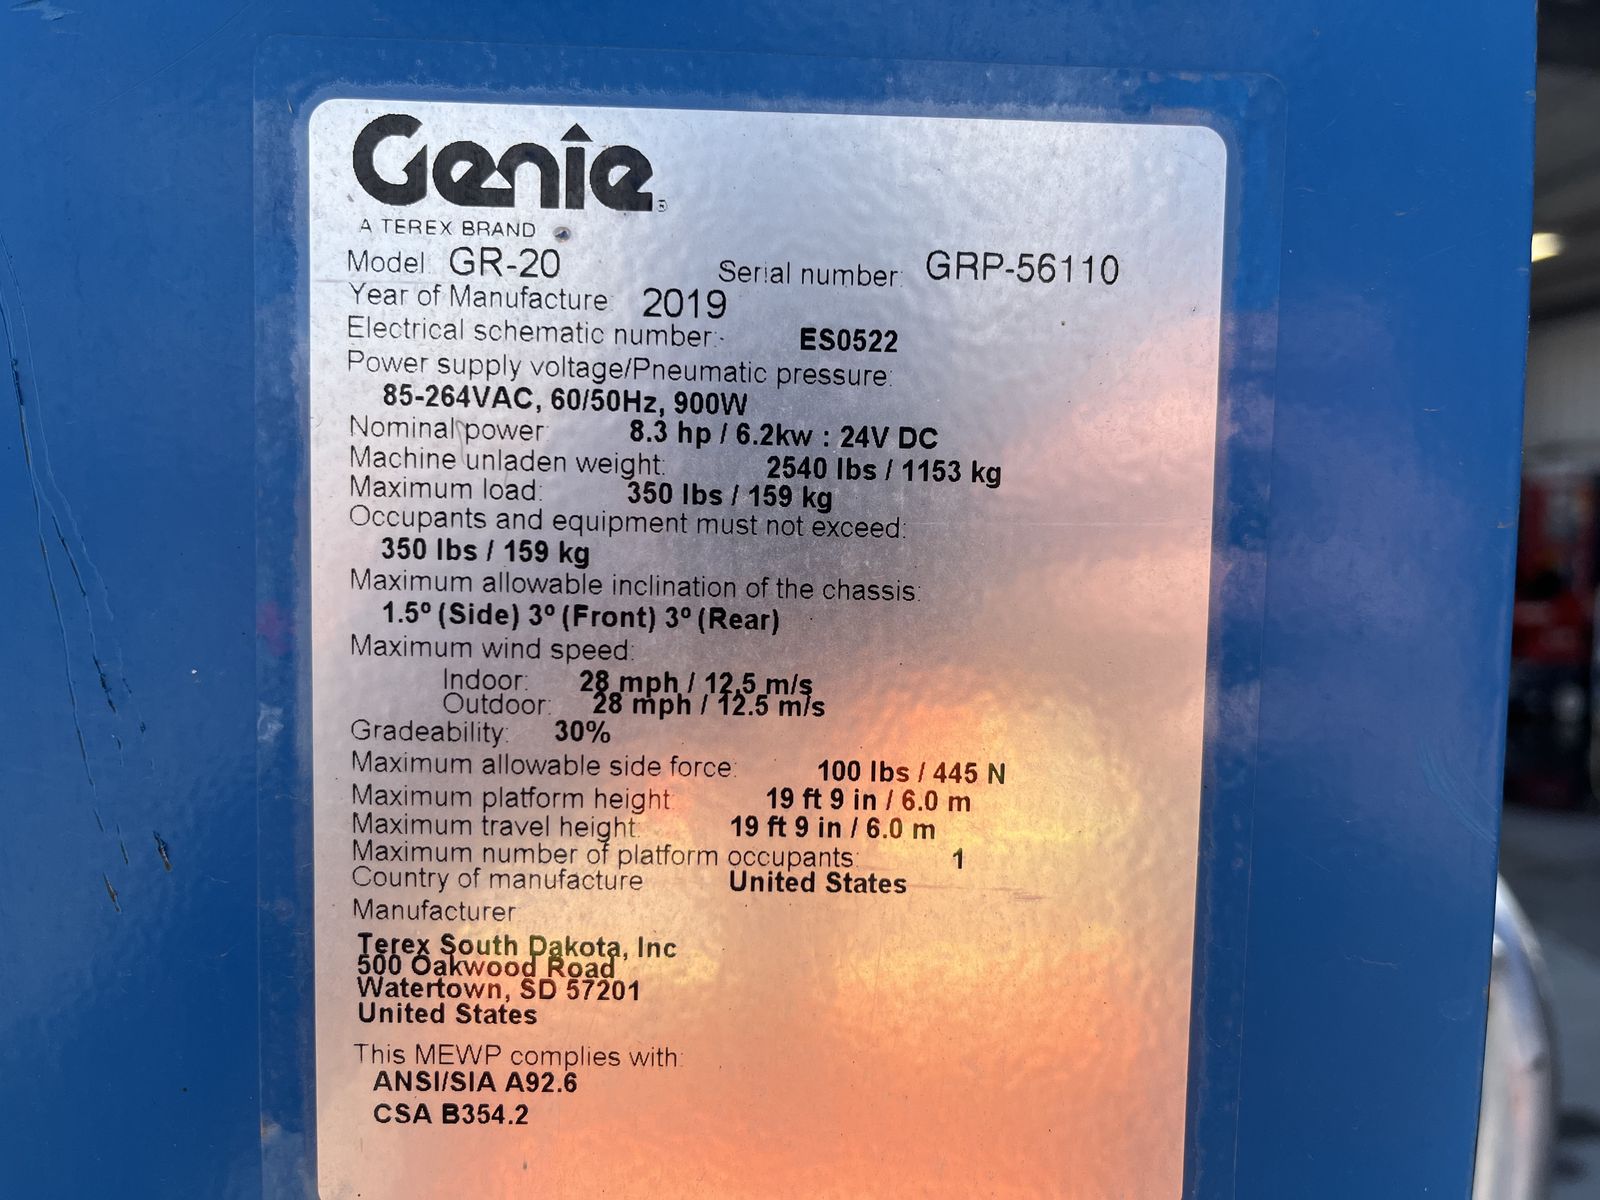 Genie®
A TEREX BRAND
Model: GR-20 Serial number: GRP-56110
Year of Manufacture: 2019
Electrical schematic number: ES0522
Power supply voltage/Pneumatic pressure:
85-264VAC, 60/50Hz, 900W
Nominal power: 8.3 hp / 6.2kw : 24V DC
Machine unladen weight: 2540 lbs / 1153 kg
Maximum load: 350 lbs / 159 kg
Occupants and equipment must not exceed:
350 lbs / 159 kg
Maximum allowable inclination of the chassis:
1.5º (Side) 3º (Front) 3º (Rear)
Maximum wind speed:
Indoor: 28 mph / 12.5 m/s
Outdoor: 28 mph / 12.5 m/s
Gradeability: 30%
Maximum allowable side force: 100 lbs / 445 N
Maximum platform height: 19 ft 9 in / 6.0 m
Maximum travel height: 19 ft 9 in / 6.0 m
Maximum number of platform occupants: 1
Country of manufacture United States
Manufacturer:
Terex South Dakota, Inc
500 Oakwood Road
Watertown, SD 57201
United States
This MEWP complies with:
ANSI/SIA A92.6
CSA B354.2